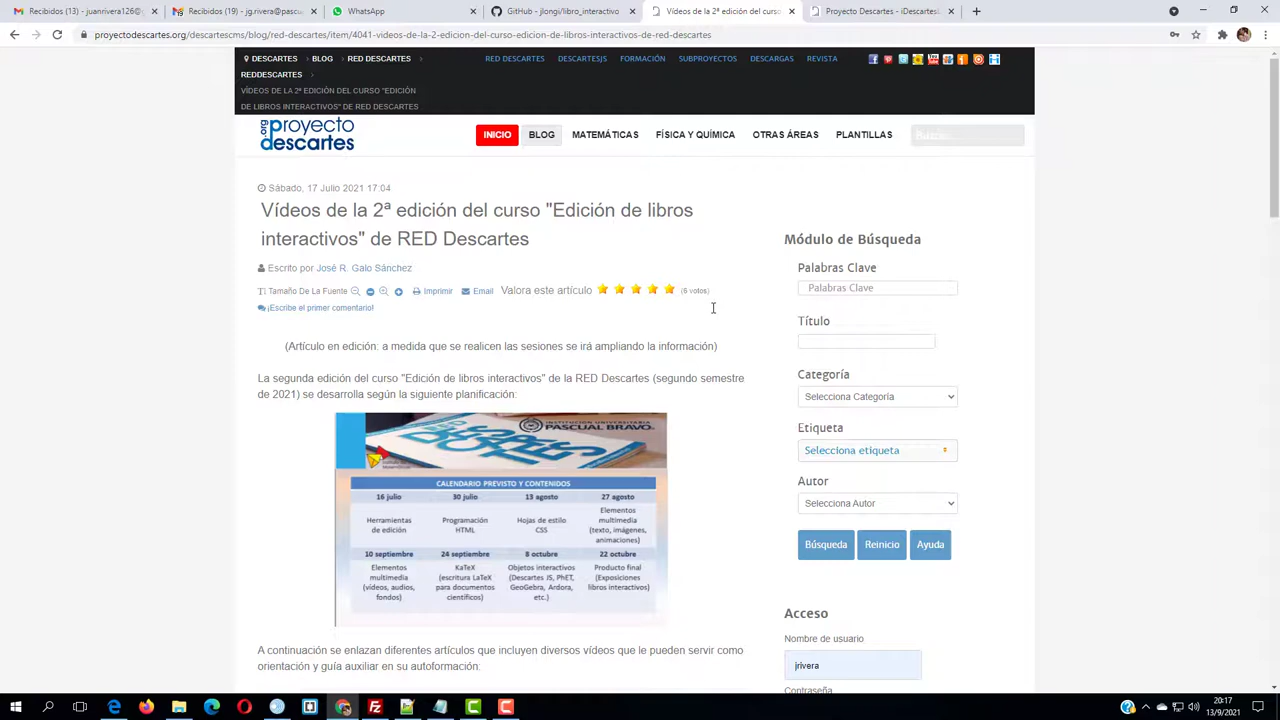 Recibidos (13) - juanrivera126@
Recibidos (19) - jjrivera@
WhatsApp
GitHub Desktop
Vídeos de la 2ª edición del curso
Vídeos de la 2ª edición del
proyectodescartes.org/descartescms/blog/red-descartes/item/4041-videos-de-la-2-edicion-del-curso-edicion-de-libros-interactivos-de-red-descartes
DESCARTES BLOG RED DESCARTES
REDDESCARTES
VÍDEOS DE LA 2ª EDICIÓN DEL CURSO "EDICIÓN
DE LIBROS INTERACTIVOS" DE RED DESCARTES
RED DESCARTES DESCARTESJS FORMACIÓN SUBPROYECTOS DESCARGAS REVISTA
proyecto
descartes
.org
INICIO BLOG MATEMÁTICAS FÍSICA Y QUÍMICA OTRAS ÁREAS PLANTILLAS
Buscar...
Sábado, 17 Julio 2021 17:04
Vídeos de la 2ª edición del curso "Edición de libros
interactivos" de RED Descartes
Escrito por José R. Galo Sánchez
Tamaño De La Fuente Imprimir Email Valora este artículo (6 votos)
¡Escribe el primer comentario!
(Artículo en edición: a medida que se realicen las sesiones se irá ampliando la información)
La segunda edición del curso "Edición de libros interactivos" de la RED Descartes (segundo semestre
de 2021) se desarrolla según la siguiente planificación:
INSTITUCIÓN UNIVERSITARIA
PASCUAL BRAVO
CALENDARIO PREVISTO Y CONTENIDOS
16 julio 30 julio 13 agosto 27 agosto
Herramientas
de edición
Programación
HTML
Hojas de estilo
CSS
Elementos
multimedia
(texto, imágenes,
animaciones)
10 septiembre 24 septiembre 8 octubre 22 octubre
Elementos
multimedia
(vídeos, audios,
fondos)
KaTeX
(escritura LaTeX
para documentos
científicos)
Objetos interactivos
(Descartes JS, PhET,
GeoGebra, Ardora,
etc.)
Producto final
(Exposiciones
libros interactivos)
A continuación se enlazan diferentes artículos que incluyen diversos vídeos que le pueden servir como
orientación y guía auxiliar en su autoformación:
Módulo de Búsqueda
Palabras Clave
Palabras Clave
Título
Categoría
Selecciona Categoría
Etiqueta
Selecciona etiqueta
Autor
Selecciona Autor
Búsqueda Reinicio Ayuda
Acceso
Nombre de usuario
jrivera
Contraseña
20:17
13/9/2021